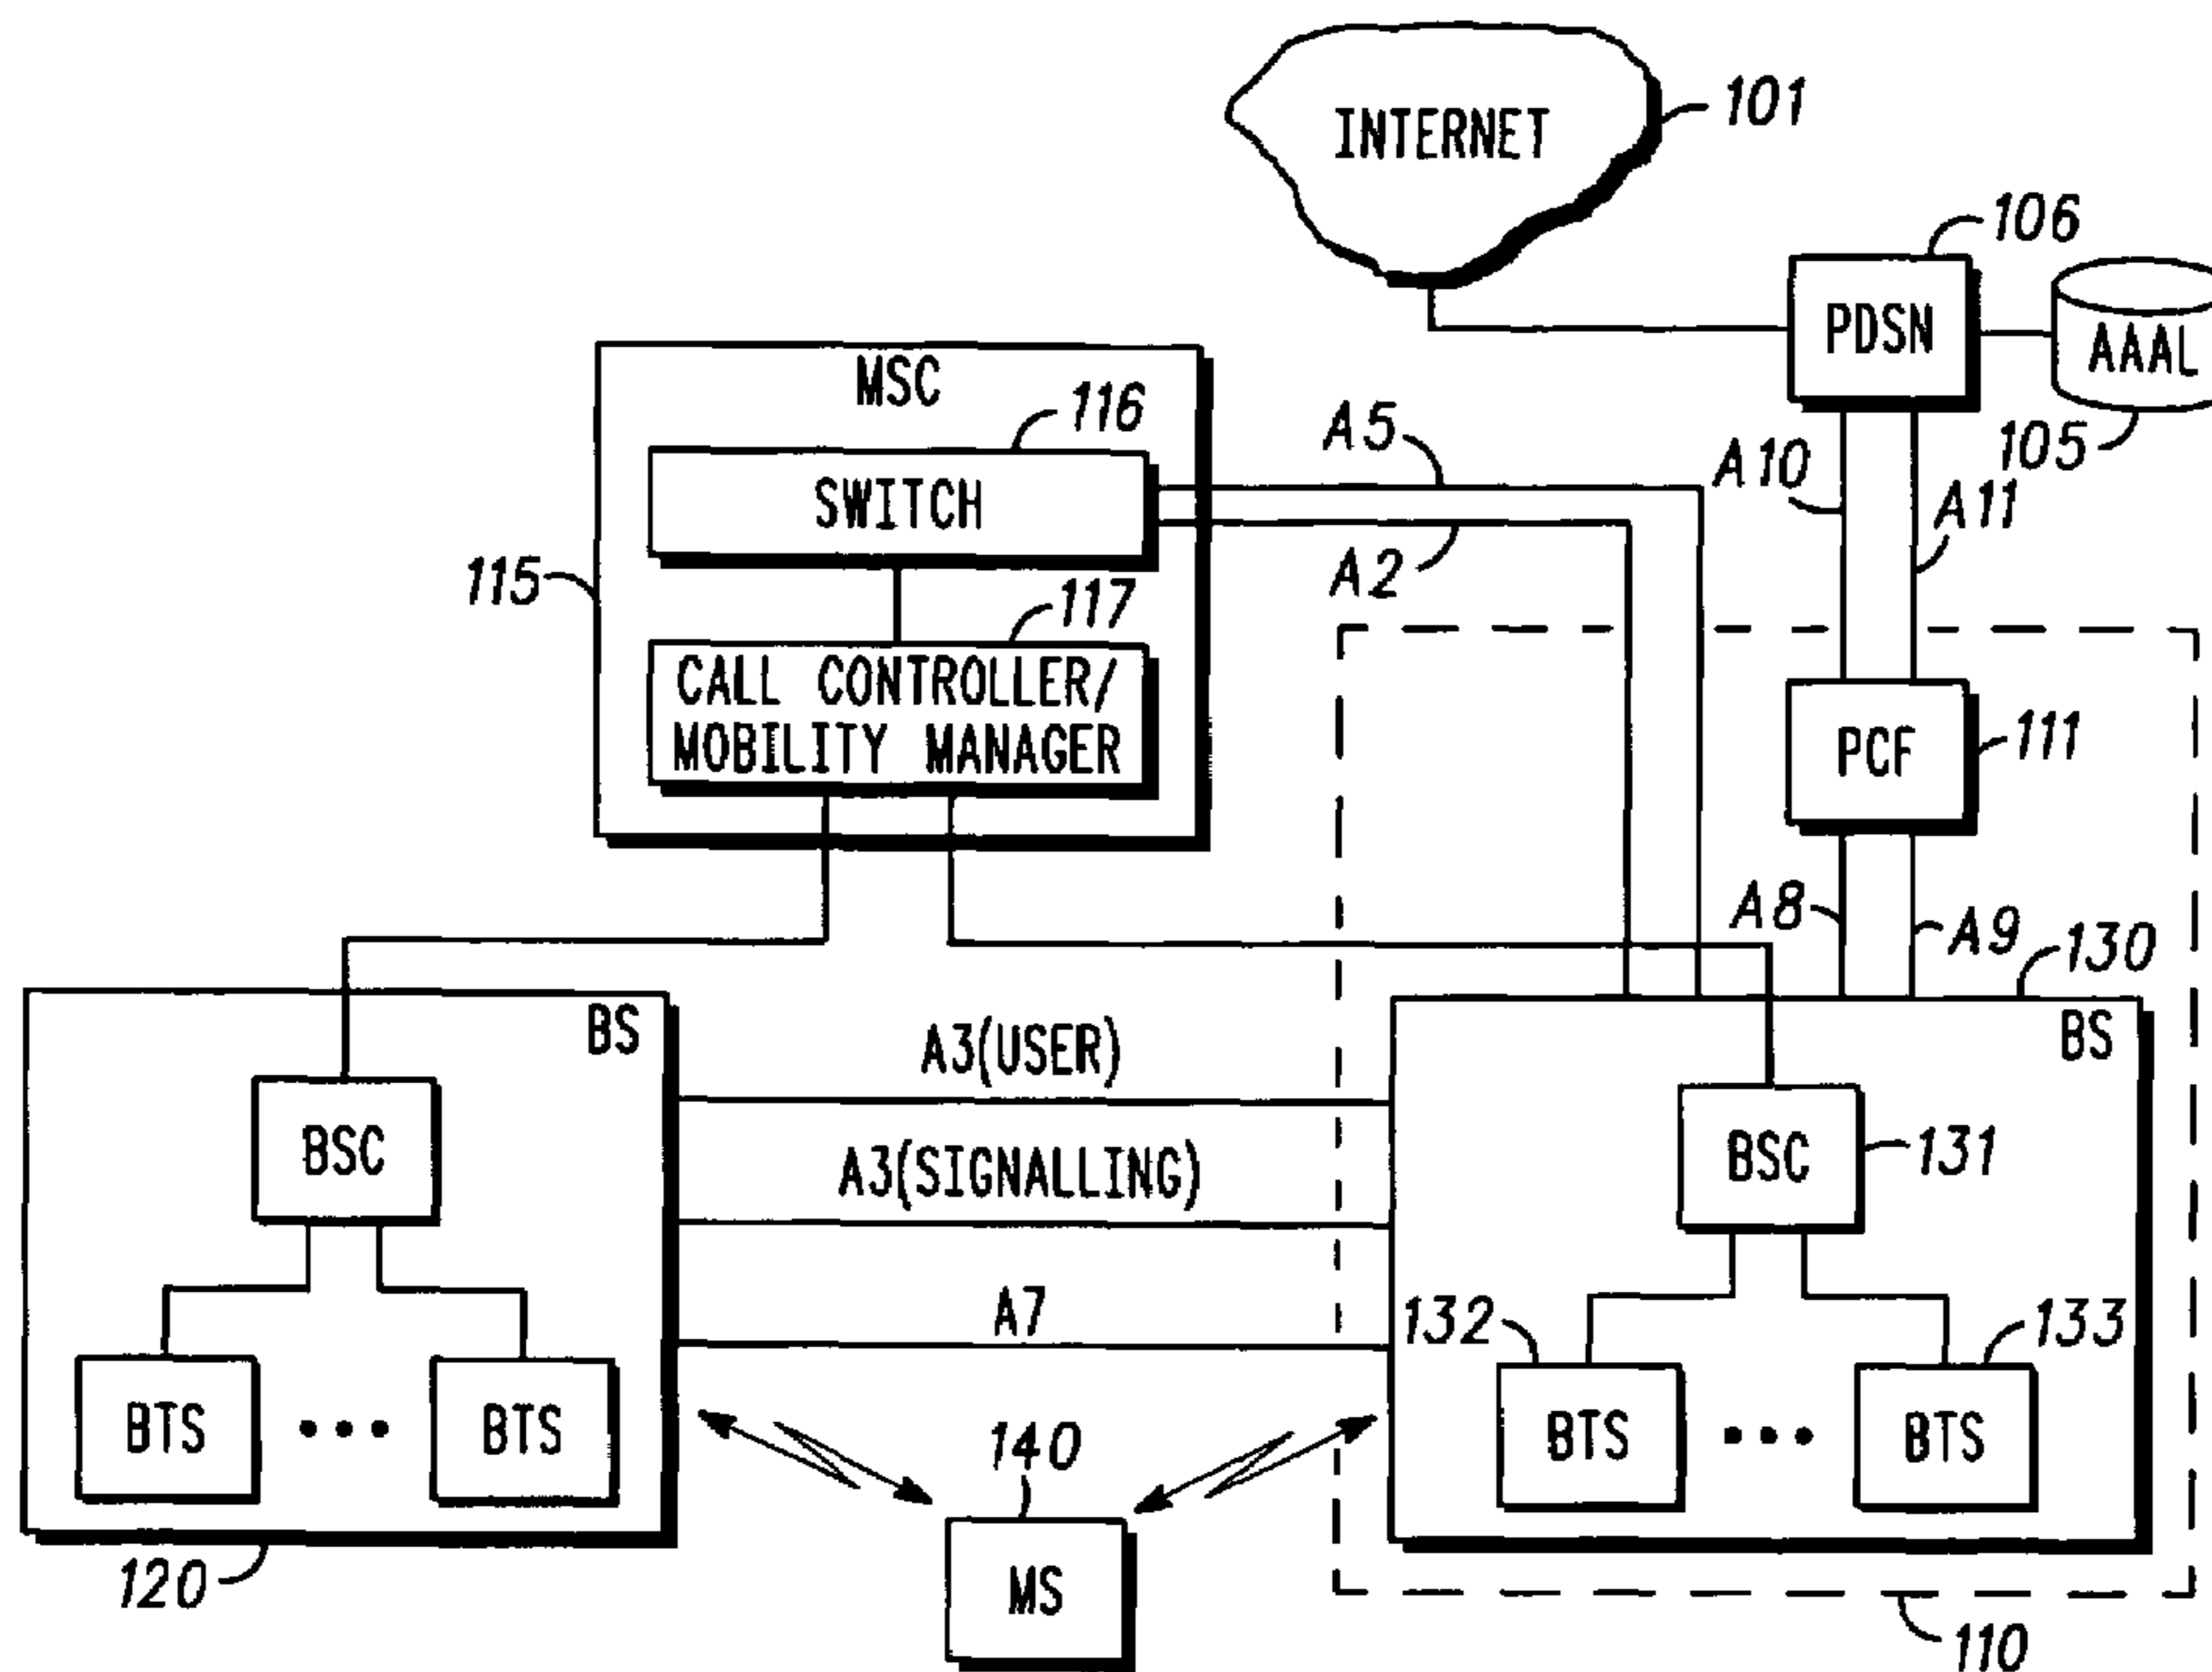 INTERNET
101
106
PDSN
AAAL
105
MSC
116
SWITCH
A5
A2
A10
A11
115
117
CALL CONTROLLER/
MOBILITY MANAGER
PCF
111
A8
A9
130
BS
BS
A3(USER)
BSC
A3(SIGNALLING)
BSC
131
A7
132
133
BTS
•••
BTS
BTS
•••
BTS
140
120
MS
110